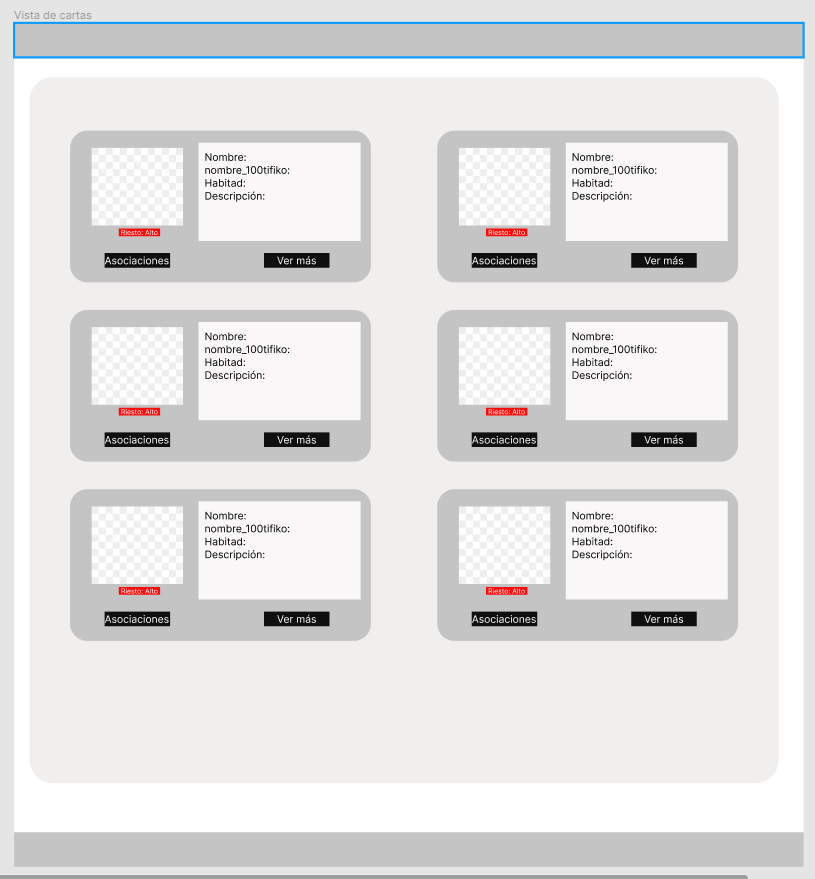 Vista de cartas
Nombre:
nombre_100tifiko:
Habitad:
Descripción:
Riesto: Alto
Asociaciones
Ver más
Nombre:
nombre_100tifiko:
Habitad:
Descripción:
Riesto: Alto
Asociaciones
Ver más
Nombre:
nombre_100tifiko:
Habitad:
Descripción:
Riesto: Alto
Asociaciones
Ver más
Nombre:
nombre_100tifiko:
Habitad:
Descripción:
Riesto: Alto
Asociaciones
Ver más
Nombre:
nombre_100tifiko:
Habitad:
Descripción:
Riesto: Alto
Asociaciones
Ver más
Nombre:
nombre_100tifiko:
Habitad:
Descripción:
Riesto: Alto
Asociaciones
Ver más